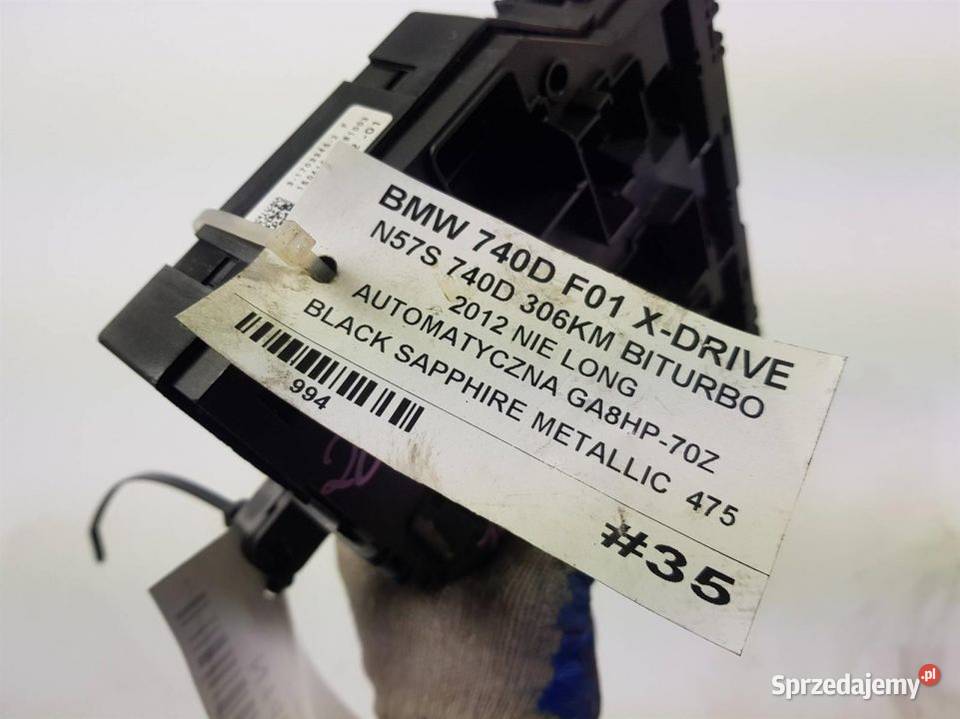 BMW 740D F01 X-DRIVE
N57S 740D 306KM BITURBO
2012 NIE LONG
AUTOMATYCZNA GA8HP-70Z
BLACK SAPPHIRE METALLIC 475
994
#35
20
Sprzedajemy.pl